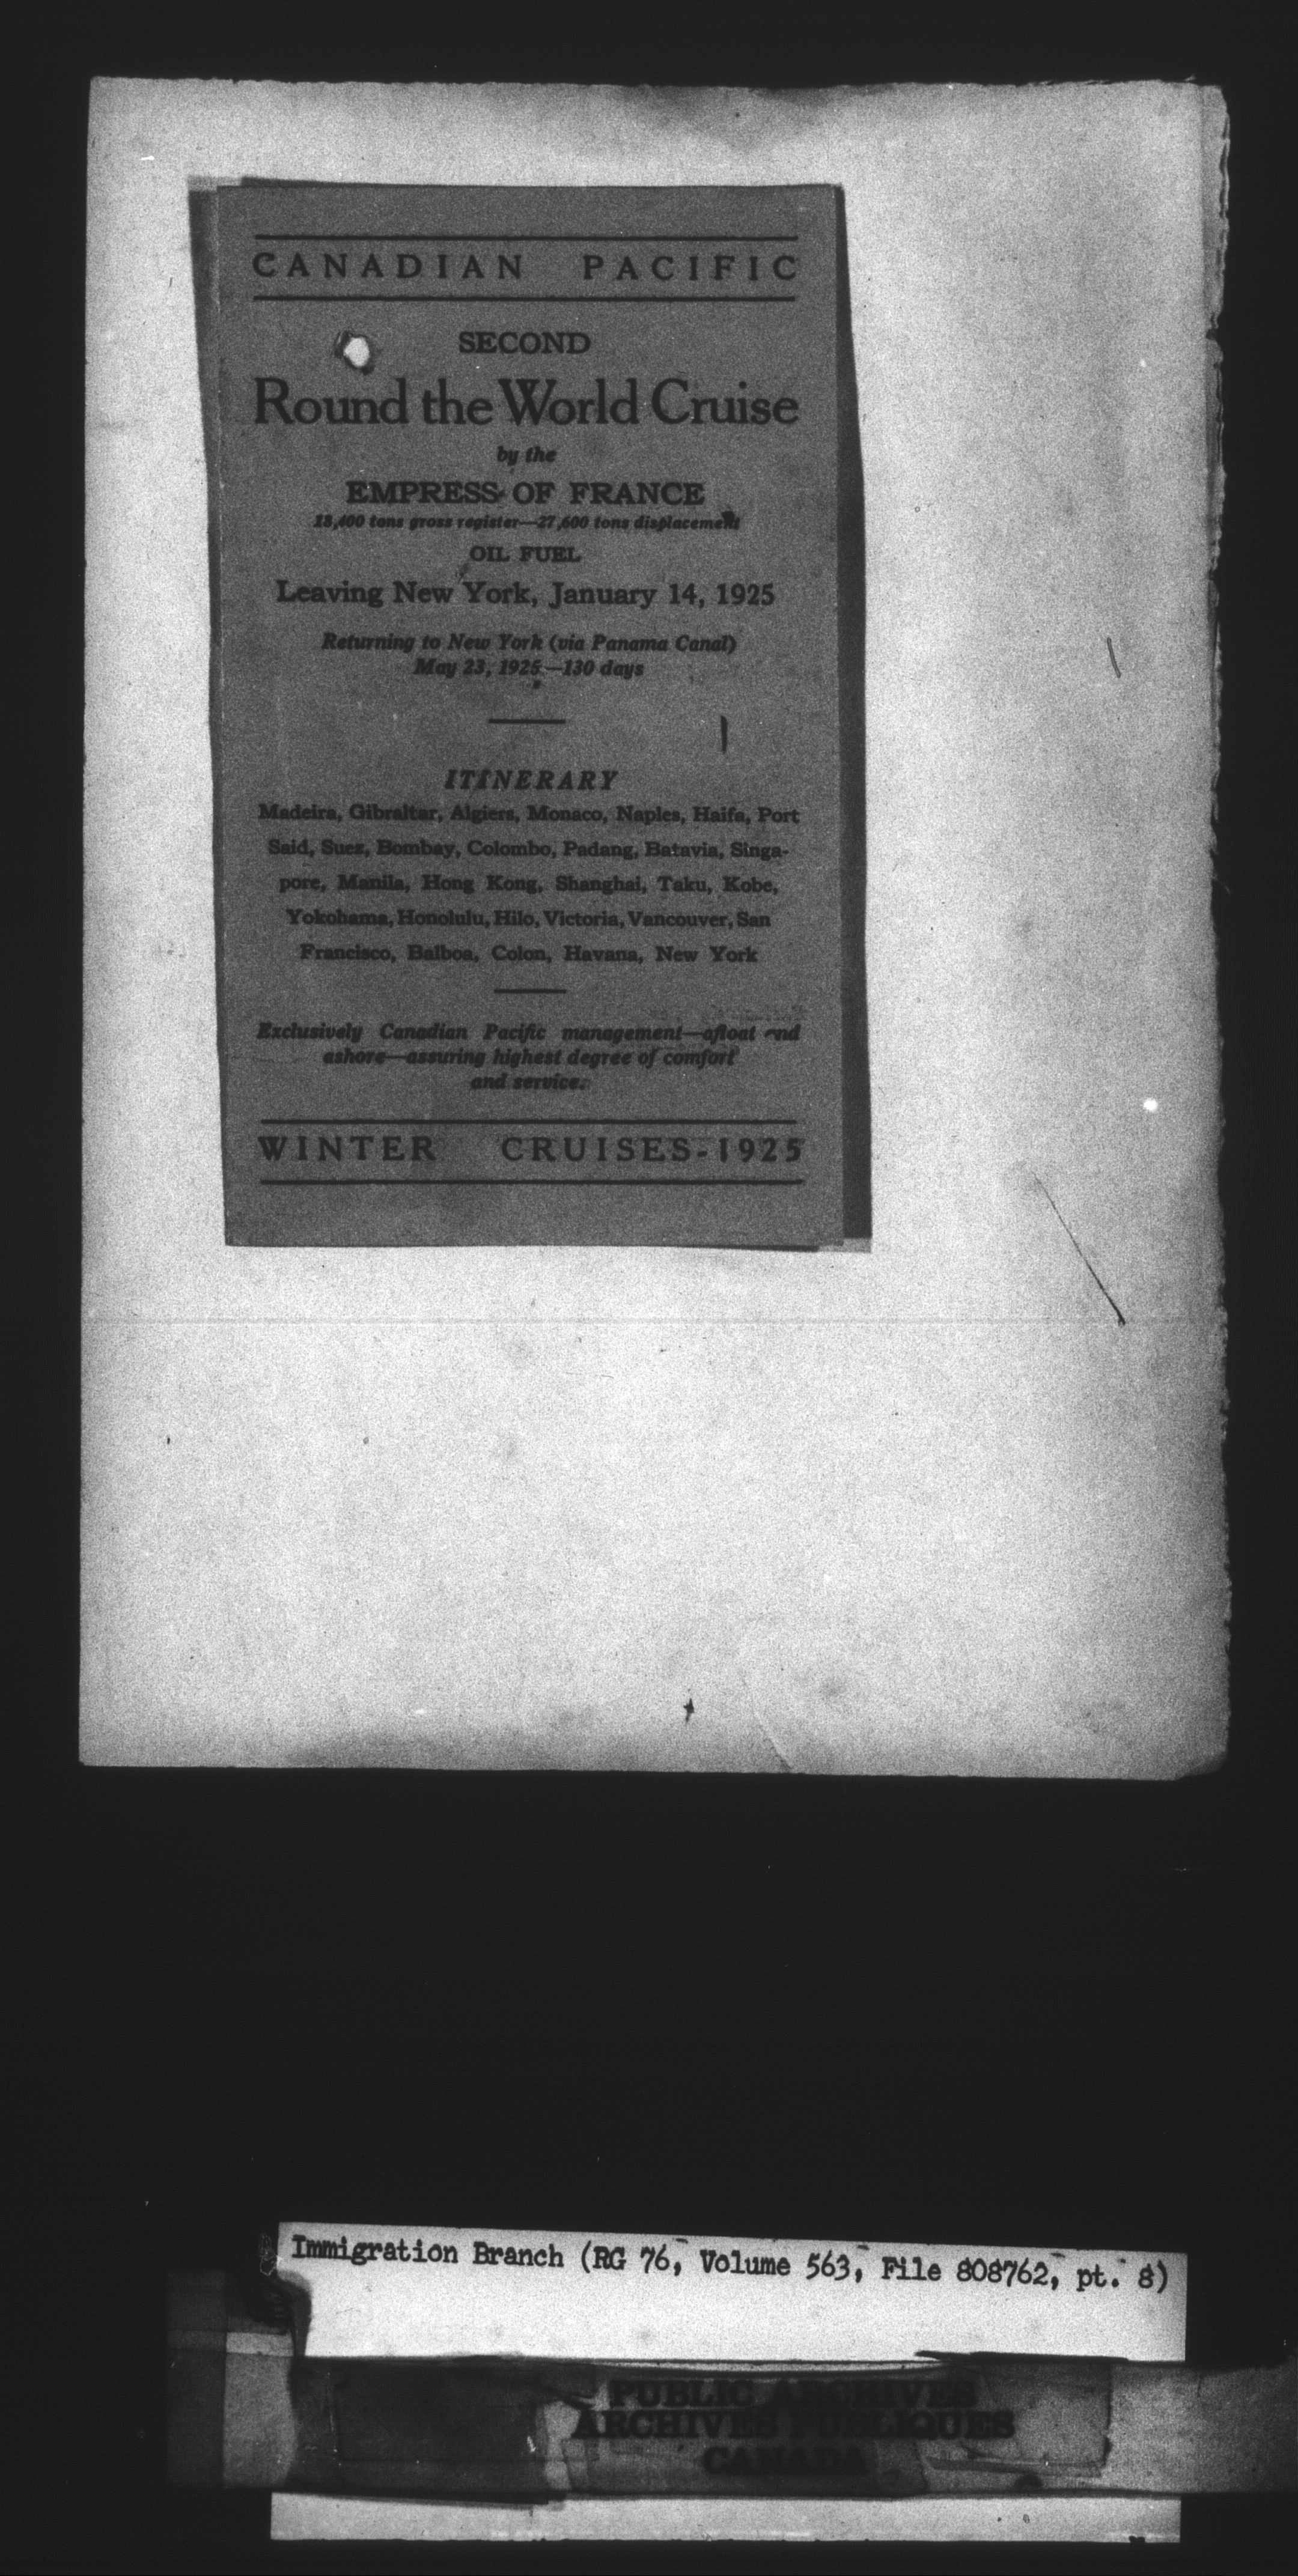 CANADIAN PACIFIC
SECOND
Round the World Cruise
by the
EMPRESS OF FRANCE
18,400 tons gross register—27,600 tons displacement
OIL FUEL
Leaving New York, January 14, 1925
Returning to New York (via Panama Canal)
May 23, 1925—130 days
ITINERARY
Madeira, Gibraltar, Algiers, Monaco, Naples, Haifa, Port
Said, Suez, Bombay, Colombo, Padang, Batavia, Singa-
pore, Manila, Hong Kong, Shanghai, Taku, Kobe,
Yokohama, Honolulu, Hilo, Victoria, Vancouver, San
Francisco, Balboa, Colon, Havana, New York
Exclusively Canadian Pacific management—afloat and
ashore—assuring highest degree of comfort
and service.
WINTER CRUISES-1925
Immigration Branch (RG 76, Volume 563, File 808762, pt. 8)
PUBLIC ARCHIVES
ARCHIVES PUBLIQUES
CANADA